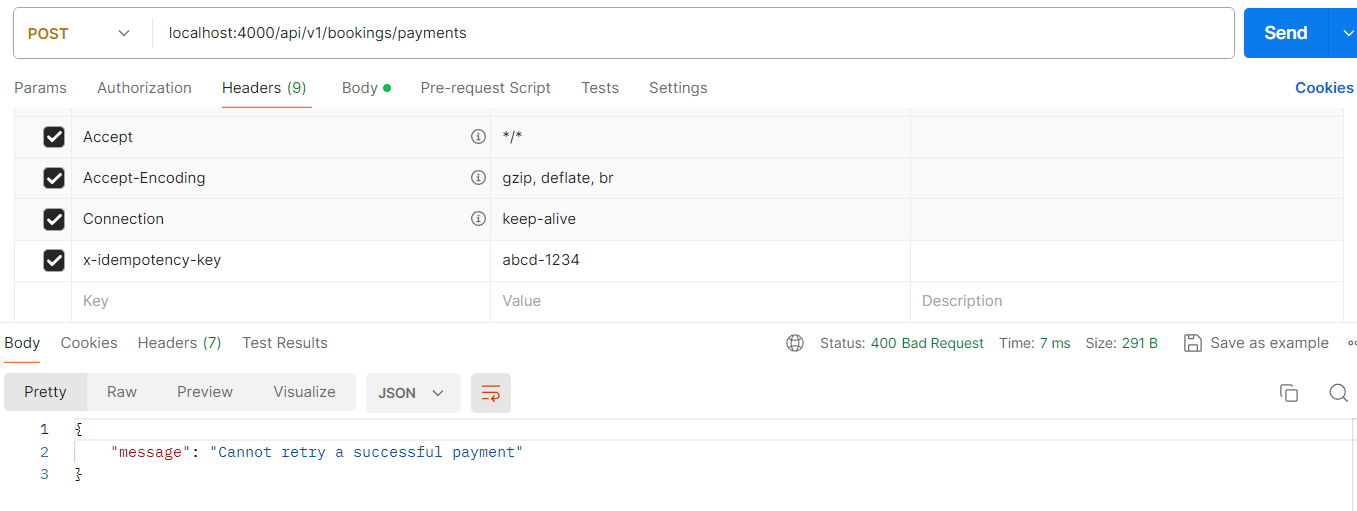 POST localhost:4000/api/v1/bookings/payments Send
Params Authorization Headers (9) Body Pre-request Script Tests Settings Cookies
Accept */*
Accept-Encoding gzip, deflate, br
Connection keep-alive
x-idempotency-key abcd-1234
Key Value Description
Body Cookies Headers (7) Test Results Status: 400 Bad Request Time: 7 ms Size: 291 B Save as example
Pretty Raw Preview Visualize JSON
1 {
2 "message": "Cannot retry a successful payment"
3 }